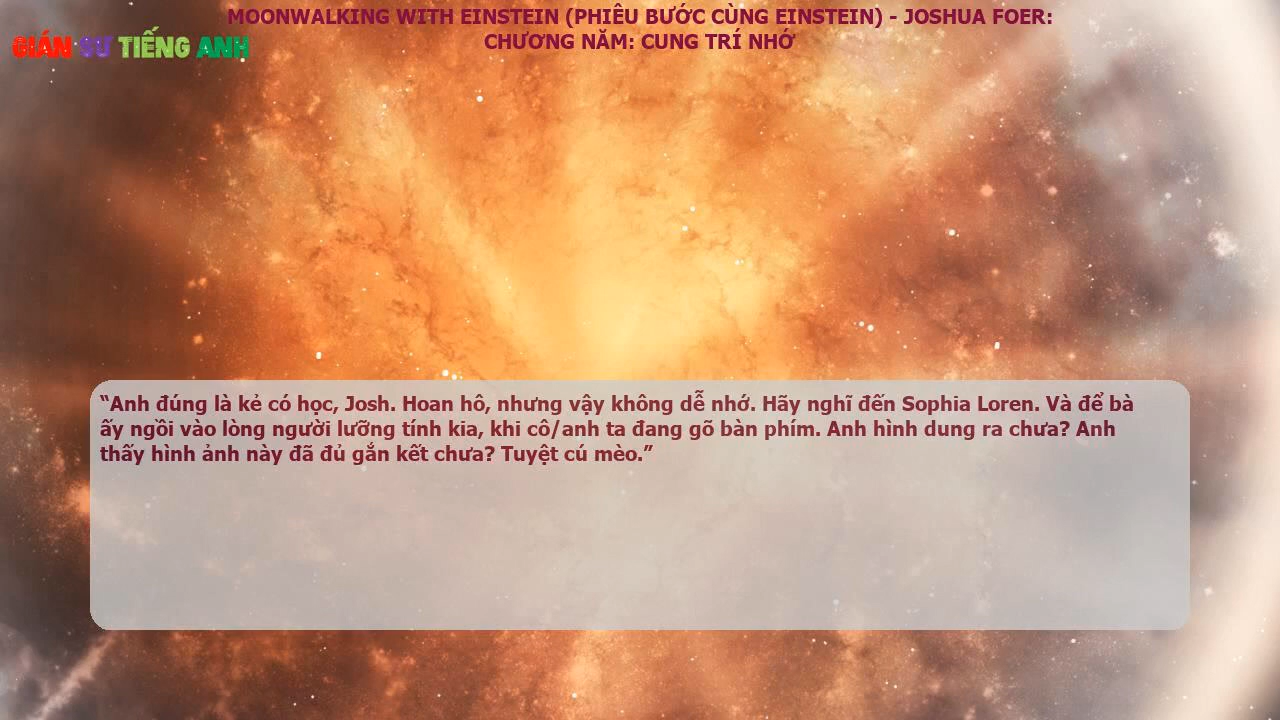 MOONWALKING WITH EINSTEIN (PHIÊU BƯỚC CÙNG EINSTEIN) - JOSHUA FOER:
CHƯƠNG NĂM: CUNG TRÍ NHỚ
GIÁN SƯ TIẾNG ANH
“Anh đúng là kẻ có học, Josh. Hoan hô, nhưng vậy không dễ nhớ. Hãy nghĩ đến Sophia Loren. Và để bà
ấy ngồi vào lòng người lưỡng tính kia, khi cô/anh ta đang gõ bàn phím. Anh hình dung ra chưa? Anh
thấy hình ảnh này đã đủ gắn kết chưa? Tuyệt cú mèo.”